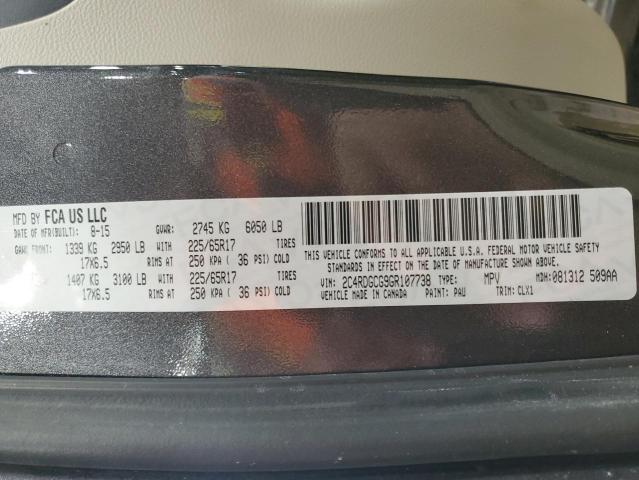 MFD BY FCA US LLC
DATE OF MFR(BUILT): 8-15 GVWR: 2745 KG 6050 LB
GAWR FRONT: 1339 KG 2950 LB WITH 225/65R17 TIRES
17X6.5 RIMS AT 250 KPA ( 36 PSI) COLD
1407 KG 3100 LB WITH 225/65R17 TIRES
17X6.5 RIMS AT 250 KPA ( 36 PSI) COLD
THIS VEHICLE CONFORMS TO ALL APPLICABLE U.S.A. FEDERAL MOTOR VEHICLE SAFETY
STANDARDS IN EFFECT ON THE DATE OF MANUFACTURE SHOWN ABOVE.
VIN: 2C4RDGCG9GR107738 TYPE: MPV MDH: 081312 509AA
VEHICLE MADE IN CANADA PAINT: PAU TRIM: CLX1